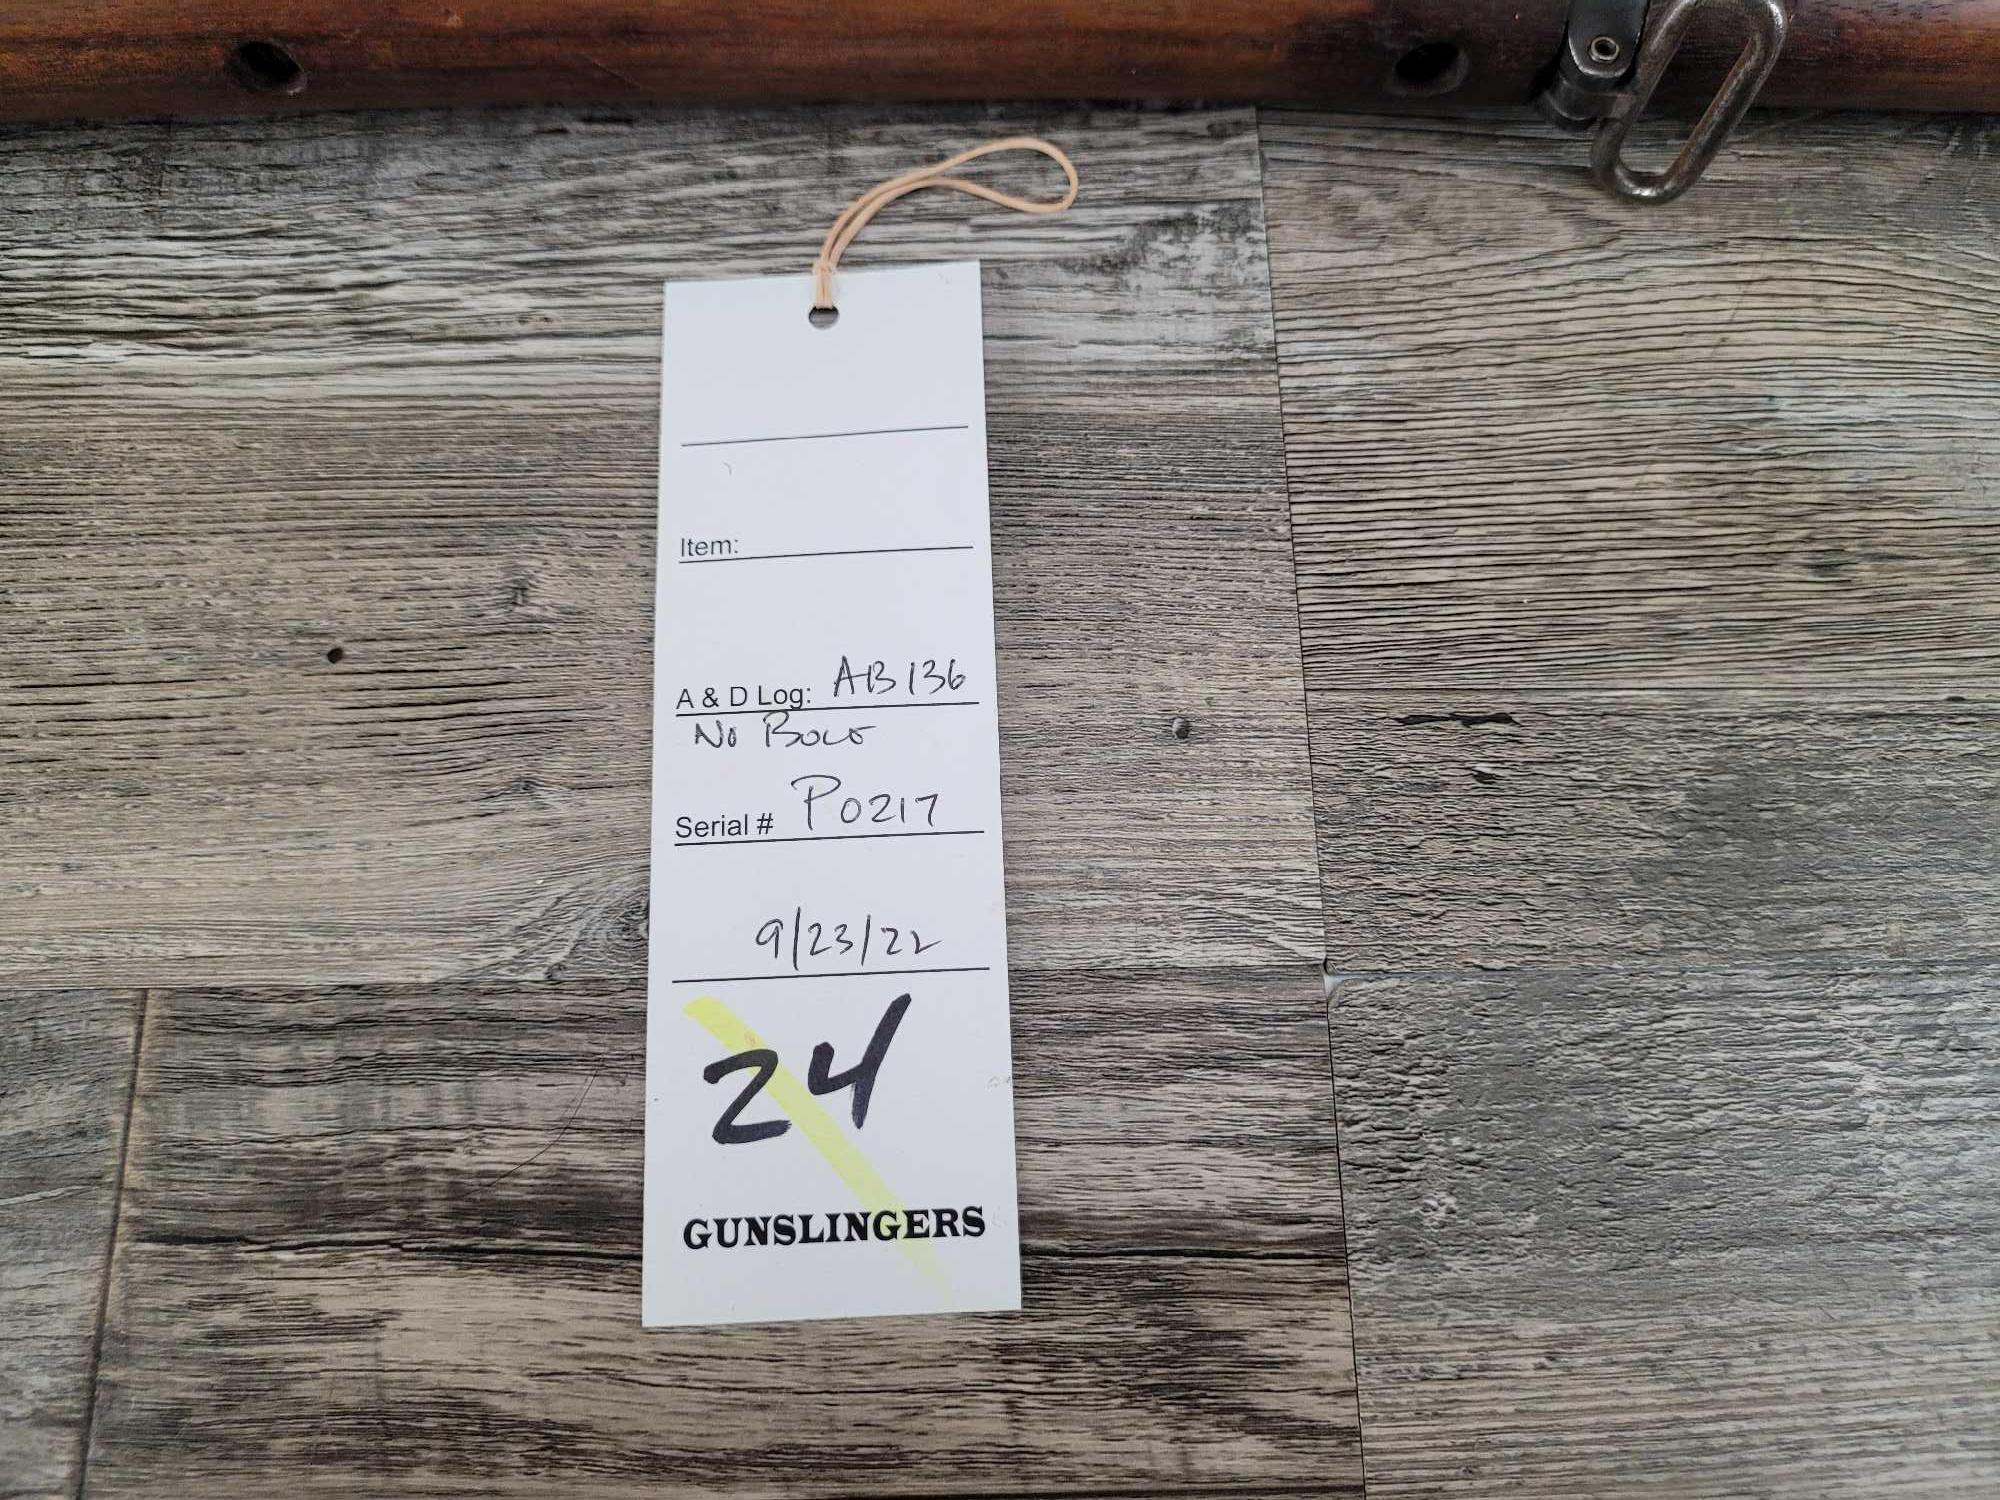 Item:
A & D Log: AB136
No Bolt
Serial # P0217
9/23/22
24
GUNSLINGERS